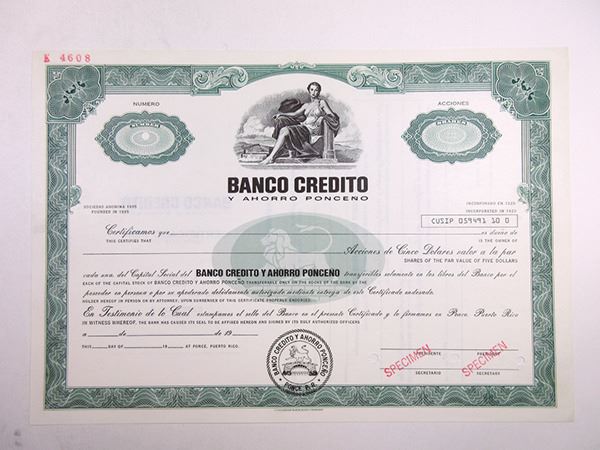 K 4608
NUMERO
ACCIONES
NUMBER
SHARES
BANCO CREDITO
Y AHORRO PONCEÑO
SOCIEDAD ANONIMA 1895
FOUNDED IN 1895
INCORPORADO EN 1920
INCORPORATED IN 1920
CUSIP 059491 10 0
Certificamos que es dueño de
THIS CERTIFIES THAT IS THE OWNER OF
Acciones de Cinco Dolares valor a la par
SHARES OF THE PAR VALUE OF FIVE DOLLARS
cada una del Capital Social del BANCO CREDITO Y AHORRO PONCEÑO transferibles solamente en los libros del Banco por el
EACH OF THE CAPITAL STOCK OF BANCO CREDITO Y AHORRO PONCEÑO TRANSFERABLE ONLY IN THE BOOKS OF THE BANK BY THE
poseedor en persona o por su apoderado debidamente autorizado mediante entrega de este Certificado endosado.
HOLDER HEREOF IN PERSON OR BY ATTORNEY, UPON SURRENDER OF THIS CERTIFICATE PROPERLY ENDORSED.
En Testimonio de lo Cual estampamos el sello del Banco en el presente Certificado y lo firmamos en Ponce, Puerto Rico
IN WITNESS WHEREOF, THE BANK HAS CAUSED ITS SEAL TO BE AFFIXED HEREON AND SIGNED BY ITS DULY AUTHORIZED OFFICERS
a de de 19
THIS DAY OF 19 AT PONCE, PUERTO RICO.
BANCO CREDITO Y AHORRO PONCEÑO
PONCE P.R.
PRESIDENTE PRESIDENT
SECRETARIO SECRETARY
SPECIMEN
SPECIMEN